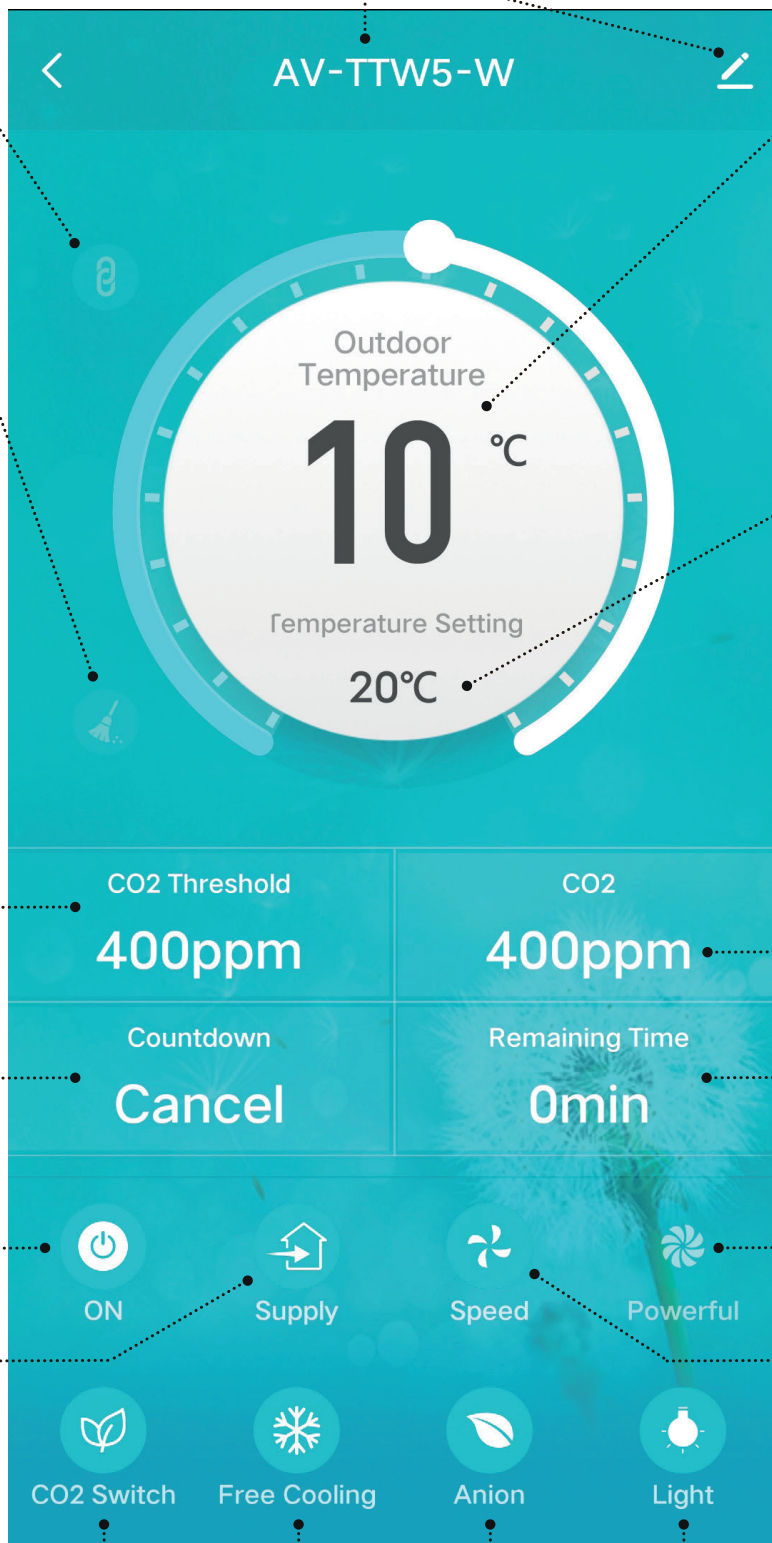 AV-TTW5-W
Outdoor
Temperature
10 ℃
Temperature Setting
20℃
CO2 Threshold
400ppm
CO2
400ppm
Countdown
Cancel
Remaining Time
0min
ON
Supply
Speed
Powerful
CO2 Switch
Free Cooling
Anion
Light